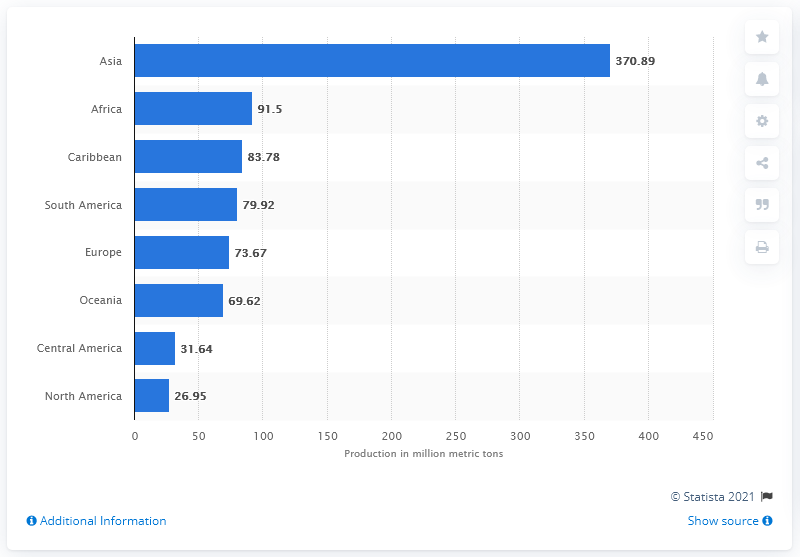 Asia 370.89
Africa 91.5
Caribbean 83.78
South America 79.92
Europe 73.67
Oceania 69.62
Central America 31.64
North America 26.95
0 50 100 150 200 250 300 350 400 450
Production in million metric tons
© Statista 2021
Additional Information Show source